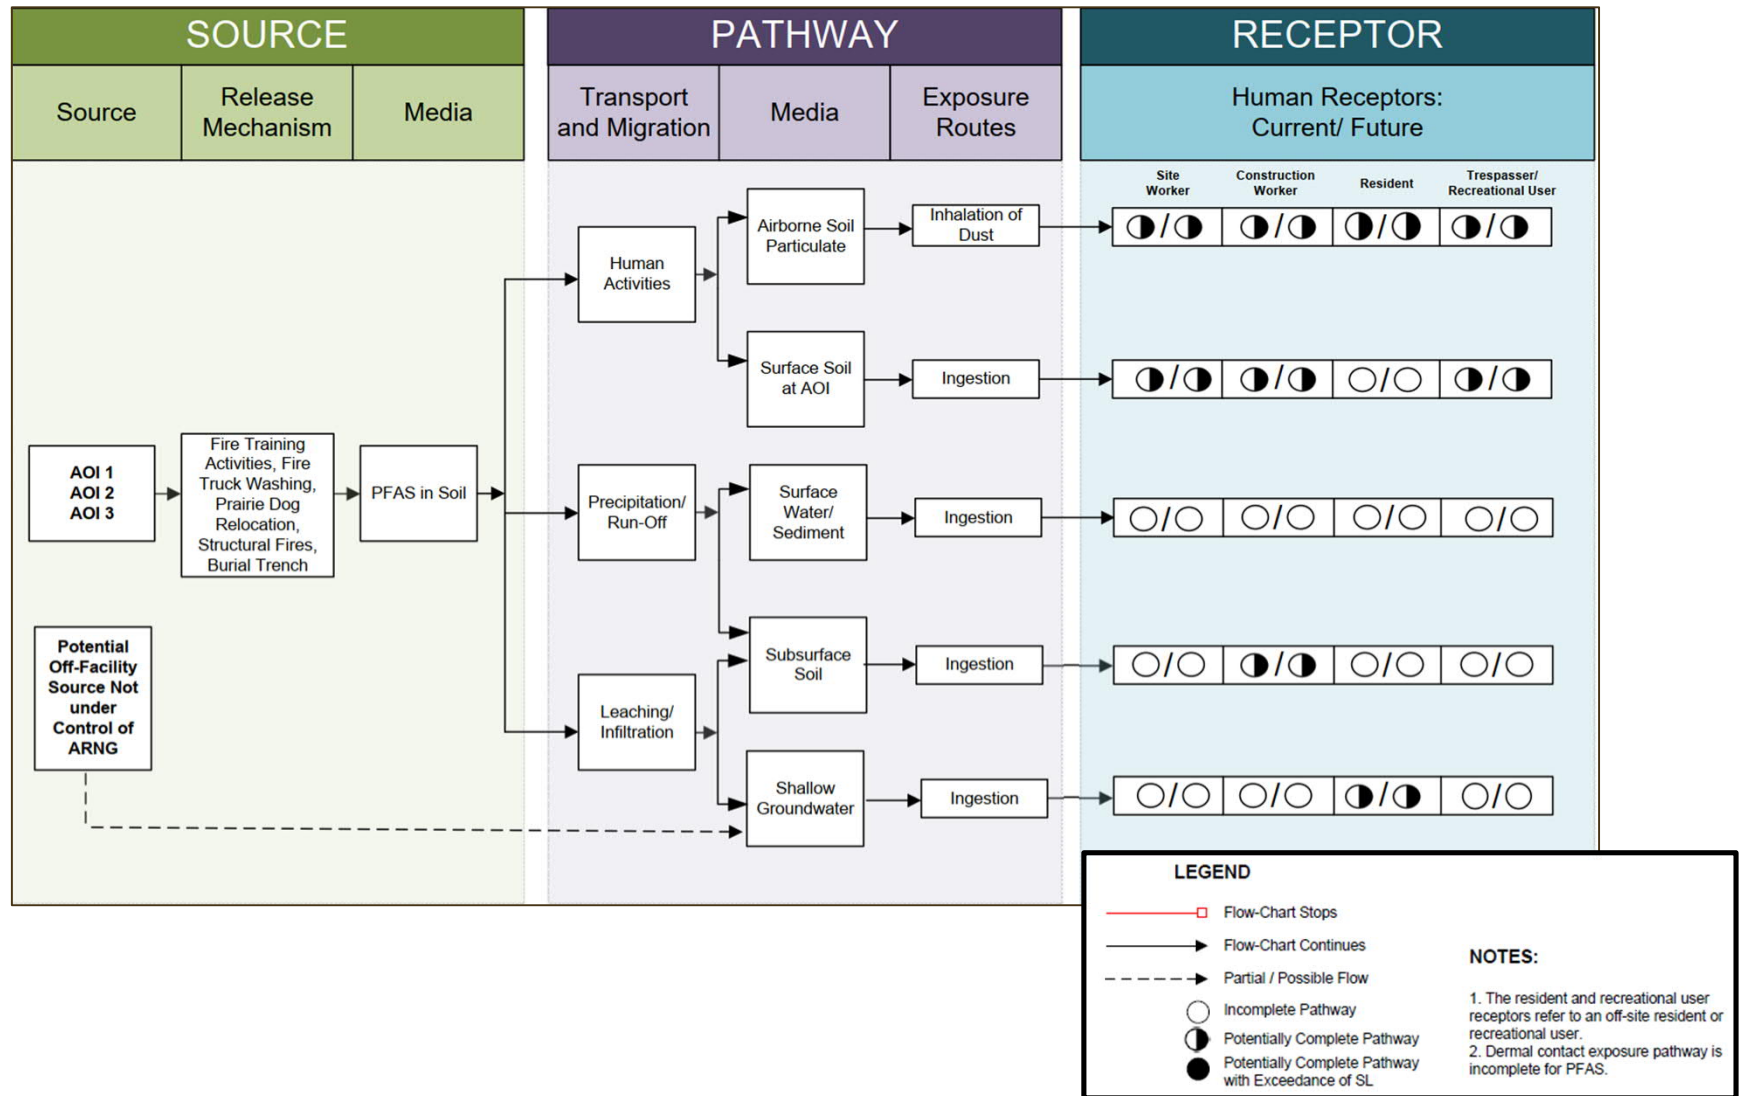 SOURCE
PATHWAY
RECEPTOR
Source
Release
Mechanism
Media
Transport
and Migration
Media
Exposure
Routes
Human Receptors:
Current/ Future
Site
Worker
Construction
Worker
Resident
Trespasser/
Recreational User
AOI 1
AOI 2
AOI 3
Fire Training
Activities, Fire
Truck Washing,
Prairie Dog
Relocation,
Structural Fires,
Burial Trench
PFAS in Soil
Potential
Off-Facility
Source Not
under
Control of
ARNG
Human
Activities
Airborne Soil
Particulate
Inhalation of
Dust
/ / / /
Surface Soil
at AOI
Ingestion
/ / / /
Precipitation/
Run-Off
Surface
Water/
Sediment
Ingestion
/ / / /
Subsurface
Soil
Ingestion
/ / / /
Leaching/
Infiltration
Shallow
Groundwater
Ingestion
/ / / /
LEGEND
Flow-Chart Stops
Flow-Chart Continues
Partial / Possible Flow
Incomplete Pathway
Potentially Complete Pathway
Potentially Complete Pathway
with Exceedance of SL
NOTES:
1. The resident and recreational user
receptors refer to an off-site resident or
recreational user.
2. Dermal contact exposure pathway is
incomplete for PFAS.